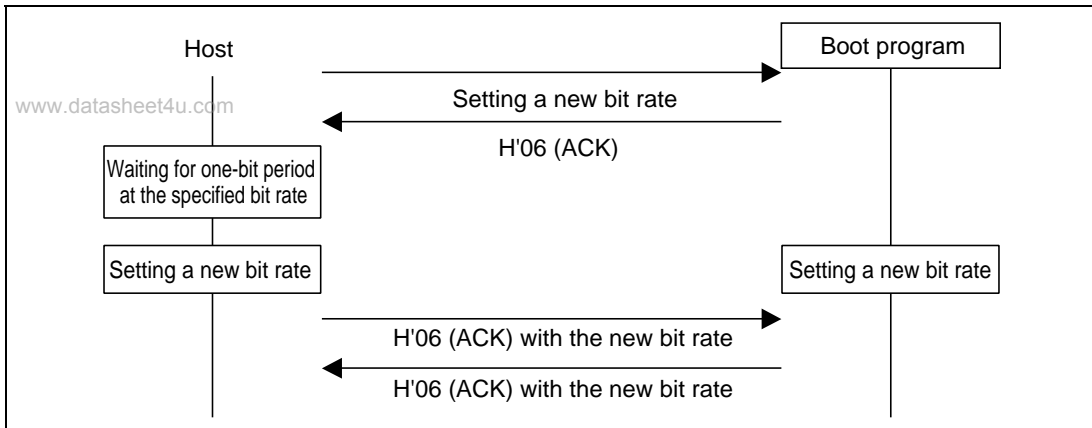 Host
Boot program
Setting a new bit rate
www.datasheet4u.com
H'06 (ACK)
Waiting for one-bit period
at the specified bit rate
Setting a new bit rate
Setting a new bit rate
H'06 (ACK) with the new bit rate
H'06 (ACK) with the new bit rate